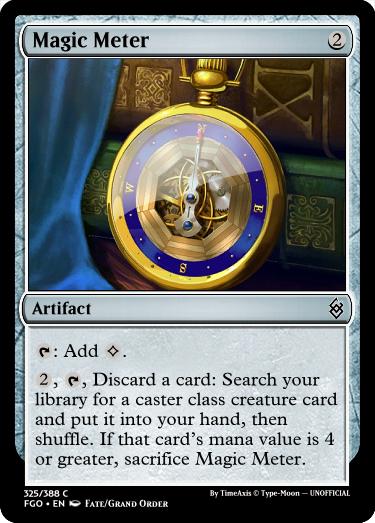 Magic Meter 2
N
W
E
S
Artifact
: Add .
2, , Discard a card: Search your
library for a caster class creature card
and put it into your hand, then
shuffle. If that card's mana value is 4
or greater, sacrifice Magic Meter.
325/388 C
FGO • EN Fate/Grand Order
By TimeAxis © Type-Moon — UNOFFICIAL